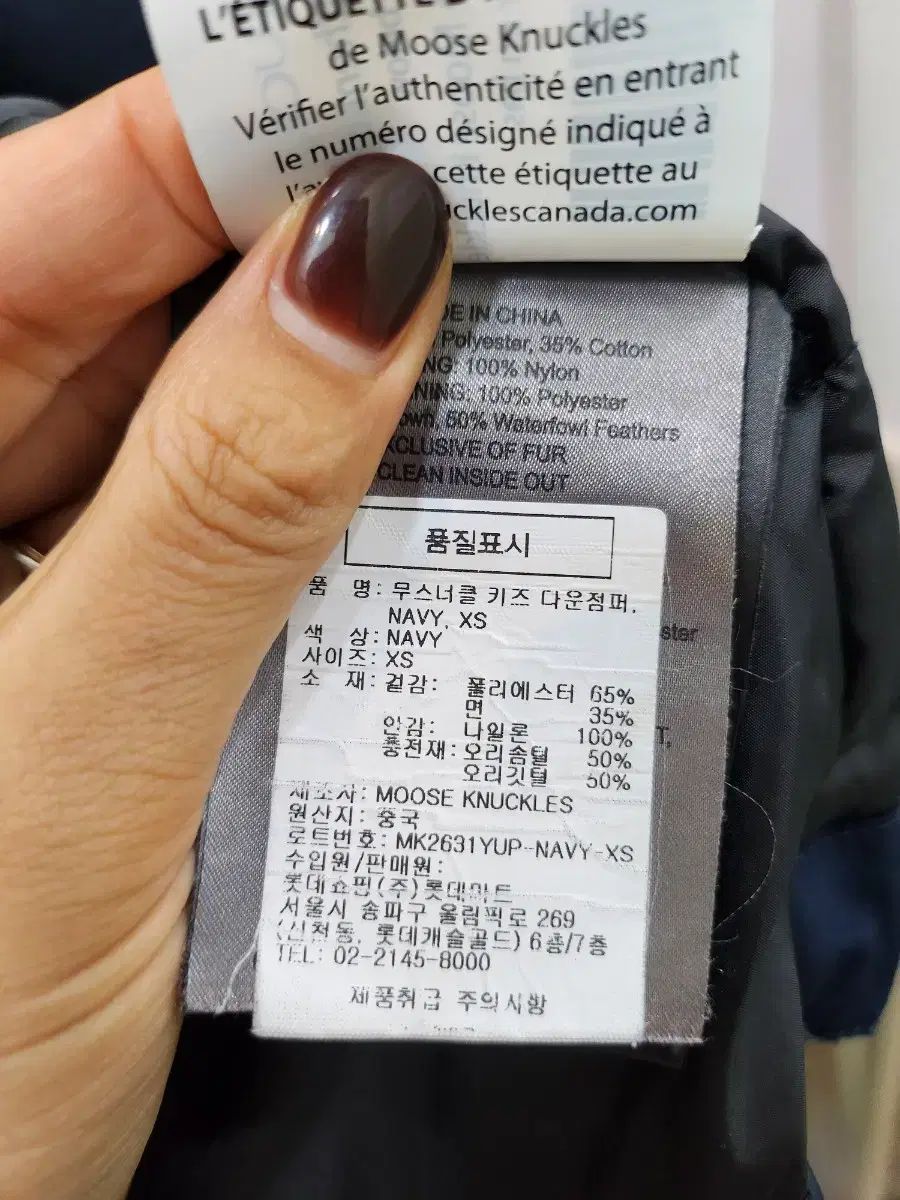 L'ÉTIQUETTE
de Moose Knuckles
Vérifier l'authenticité en entrant
le numéro désigné indiqué à
cette étiquette au
cklescanada.com
DE IN CHINA
Polyester, 35% Cotton
NG: 100% Nylon
NING: 100% Polyester
own, 50% Waterfowl Feathers
XCLUSIVE OF FUR
CLEAN INSIDE OUT
품질표시
품 명: 무스너클 키즈 다운점퍼,
NAVY, XS
색 상: NAVY
사이즈: XS
소 재: 겉감: 폴리에스터 65%
면 35%
안감: 나일론 100%
충전재: 오리솜털 50%
오리깃털 50%
제조자: MOOSE KNUCKLES
원산지: 중국
로트번호: MK2631YUP-NAVY-XS
수입원/판매원:
롯데쇼핑(주)롯데마트
서울시 송파구 올림픽로 269
(신천동, 롯데캐슬골드) 6층/7층
TEL: 02-2145-8000
제품취급 주의사항
ster
T,